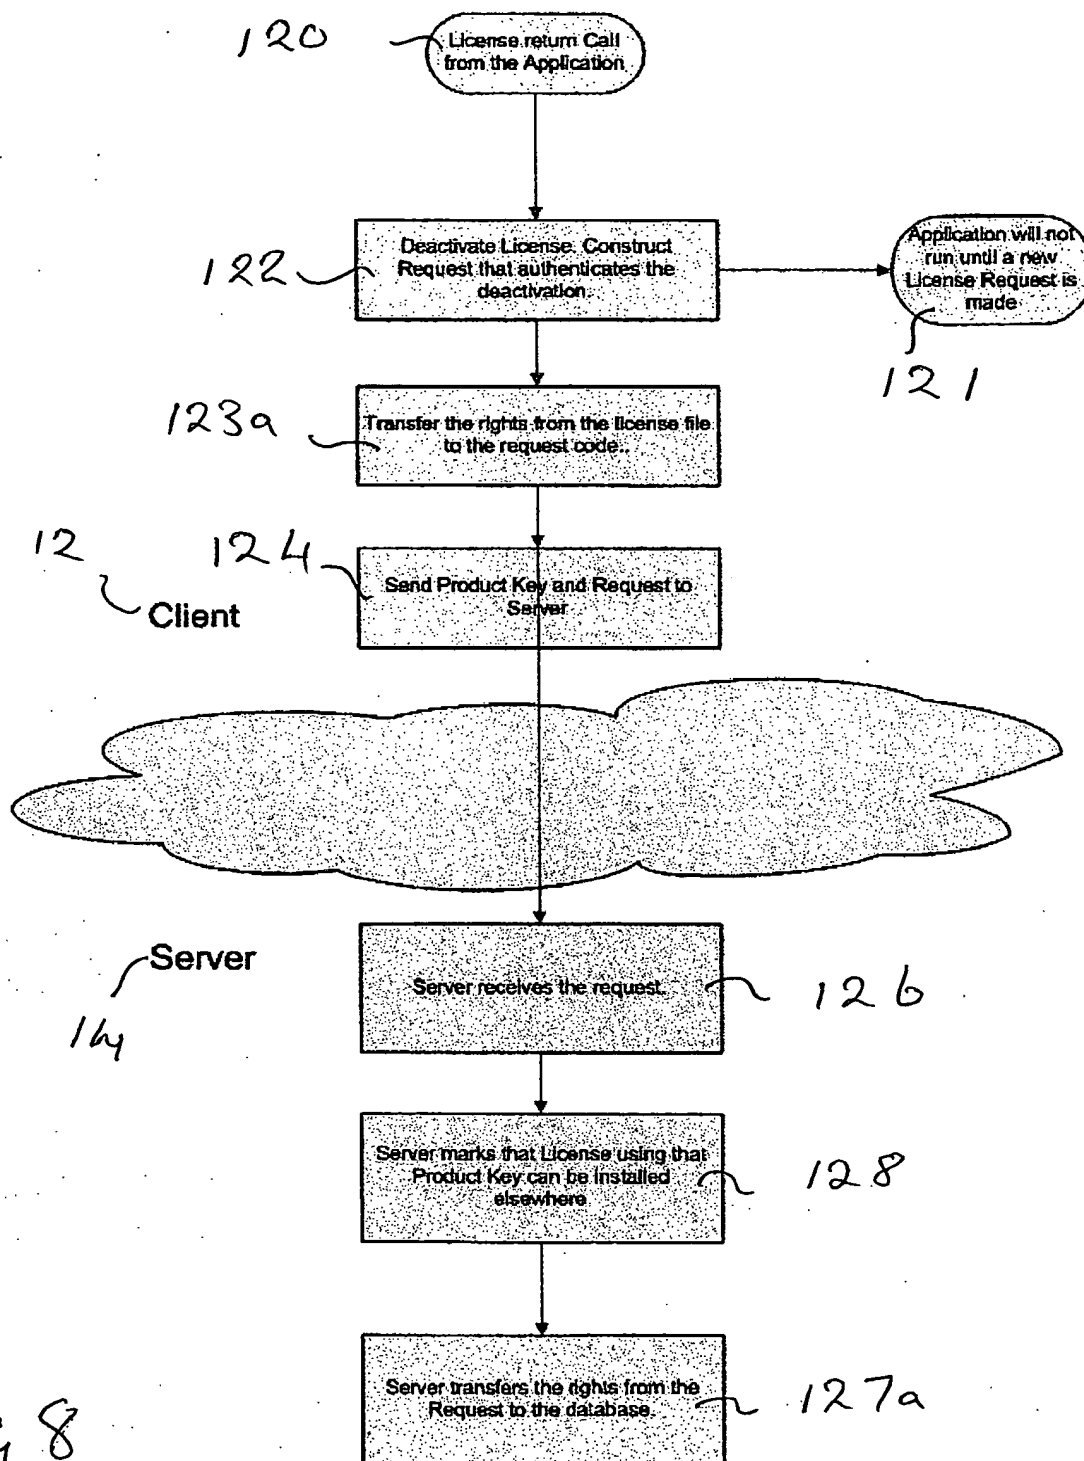 120
License return Call
from the Application
122
Deactivate License. Construct
Request that authenticates the
deactivation.
Application will not
run until a new
License Request is
made
121
123a
Transfer the rights from the license file
to the request code..
12
124
Send Product Key and Request to
Server
Client
Server
14
Server receives the request.
126
Server marks that License using that
Product Key can be installed
elsewhere
128
Server transfers the rights from the
Request to the database.
127a
8